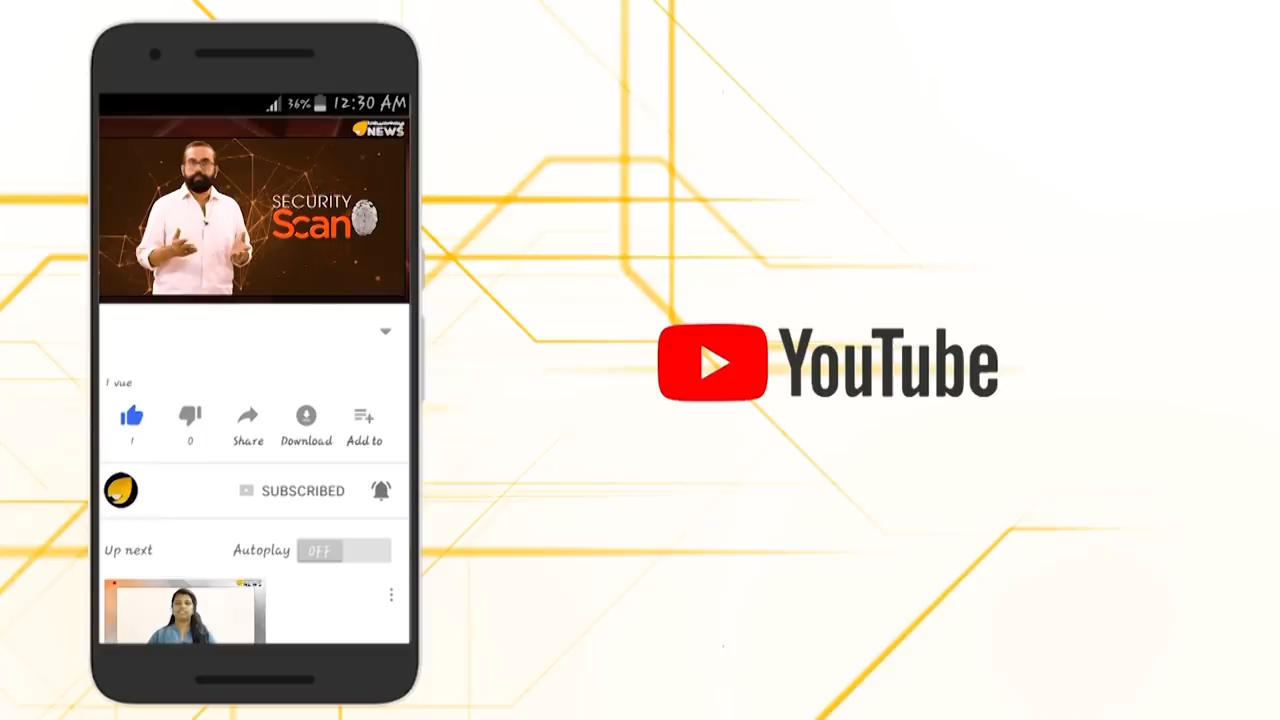 36% 12:30 AM
NEWS
SECURITY
Scan
1 vue
1
0
Share
Download
Add to
SUBSCRIBED
Up next
Autoplay
OFF
NEWS
YouTube